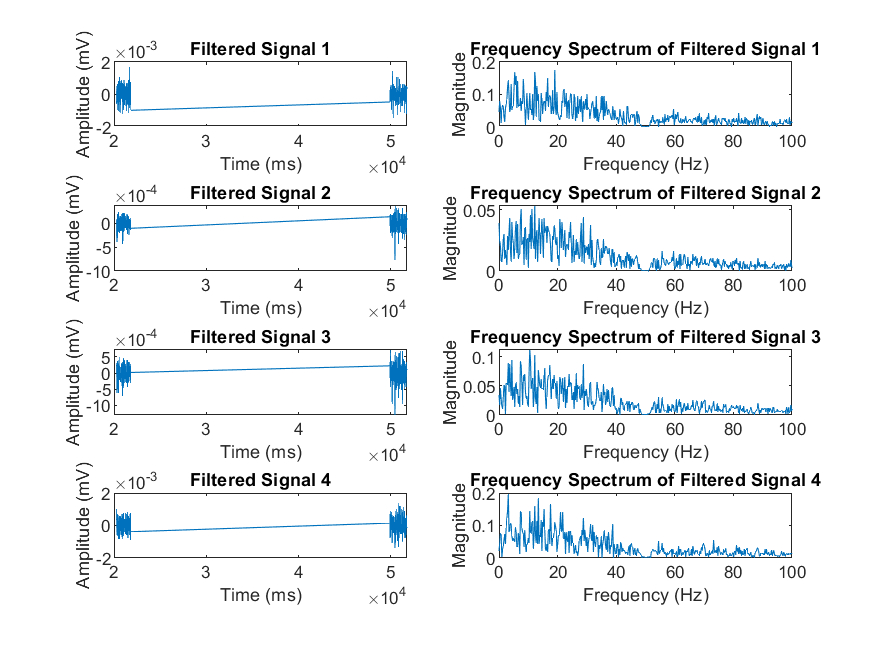 Filtered Signal 1
×10-3
Amplitude (mV)
2
0
-2
2 3 4 5
×104
Time (ms)
Frequency Spectrum of Filtered Signal 1
Magnitude
0.2
0.1
0
0 20 40 60 80 100
Frequency (Hz)
Filtered Signal 2
×10-4
Amplitude (mV)
0
-5
-10
2 3 4 5
×104
Time (ms)
Frequency Spectrum of Filtered Signal 2
Magnitude
0.05
0
0 20 40 60 80 100
Frequency (Hz)
Filtered Signal 3
×10-4
Amplitude (mV)
5
0
-5
-10
2 3 4 5
×104
Time (ms)
Frequency Spectrum of Filtered Signal 3
Magnitude
0.1
0.05
0
0 20 40 60 80 100
Frequency (Hz)
Filtered Signal 4
×10-3
Amplitude (mV)
2
0
-2
2 3 4 5
×104
Time (ms)
Frequency Spectrum of Filtered Signal 4
Magnitude
0.2
0.1
0
0 20 40 60 80 100
Frequency (Hz)